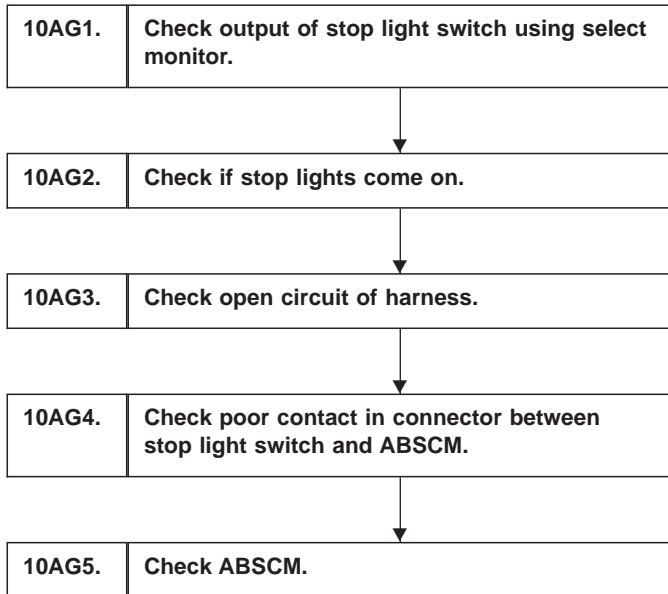 10AG1. Check output of stop light switch using select
monitor.
10AG2. Check if stop lights come on.
10AG3. Check open circuit of harness.
10AG4. Check poor contact in connector between
stop light switch and ABSCM.
10AG5. Check ABSCM.